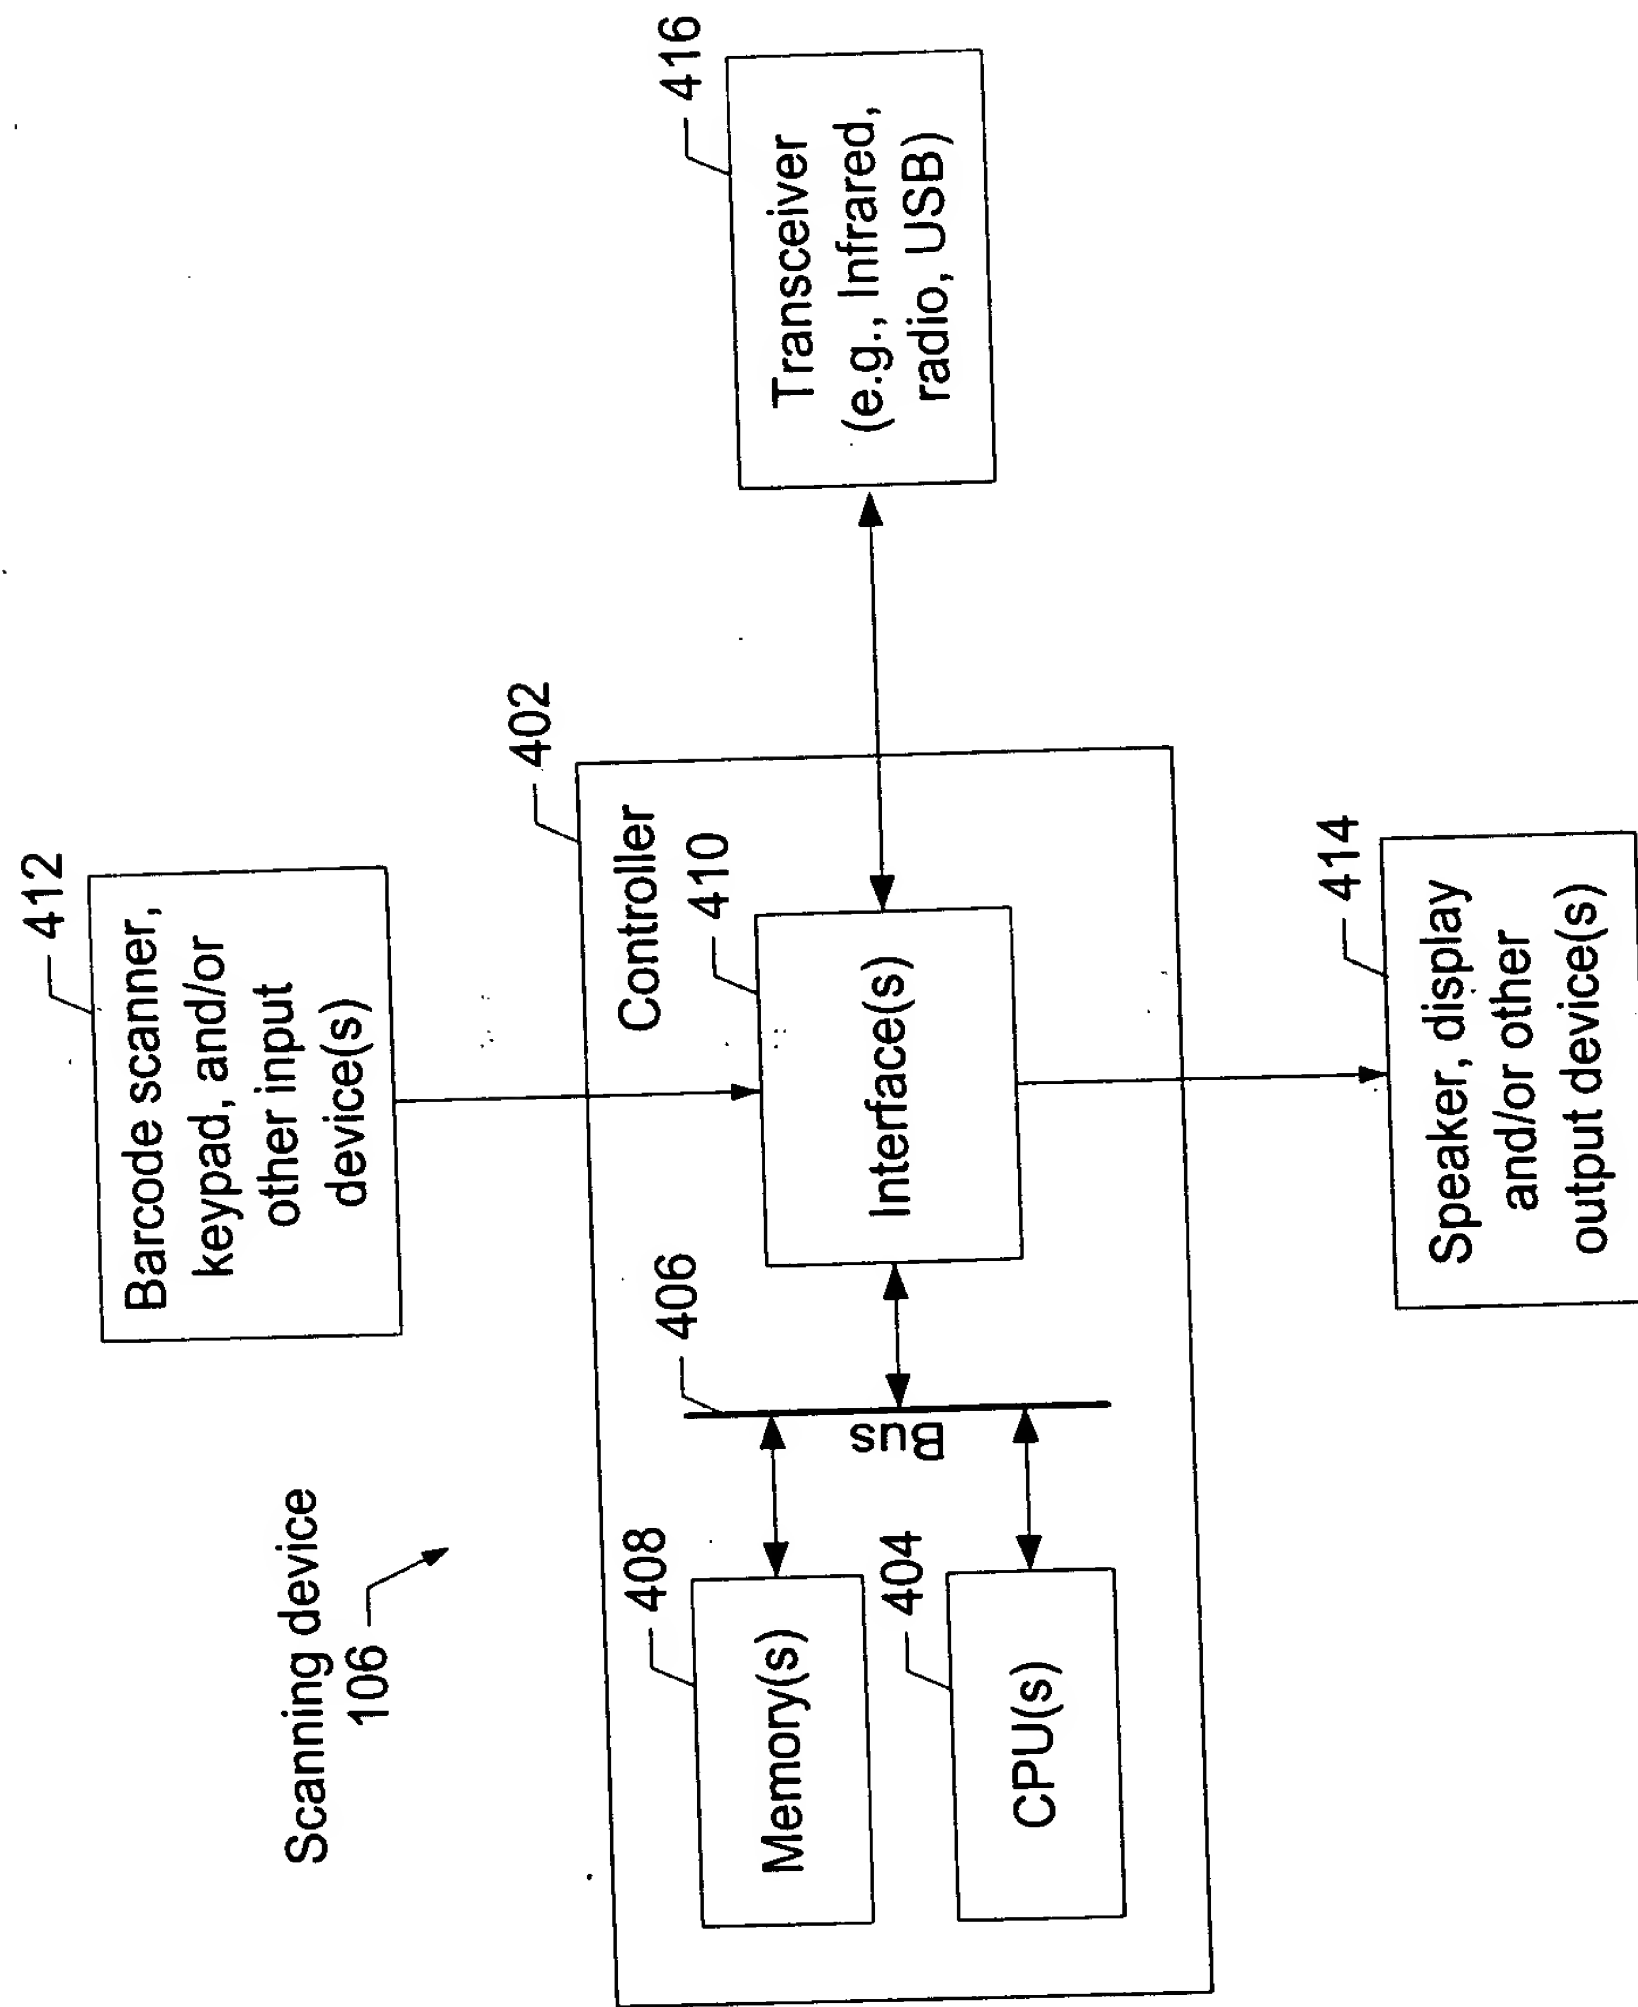 Scanning device
106
412
Barcode scanner,
keypad, and/or
other input
device(s)
402
Controller
408
Memory(s)
404
CPU(s)
406
Bus
410
Interface(s)
416
Transceiver
(e.g., Infrared,
radio, USB)
414
Speaker, display
and/or other
output device(s)